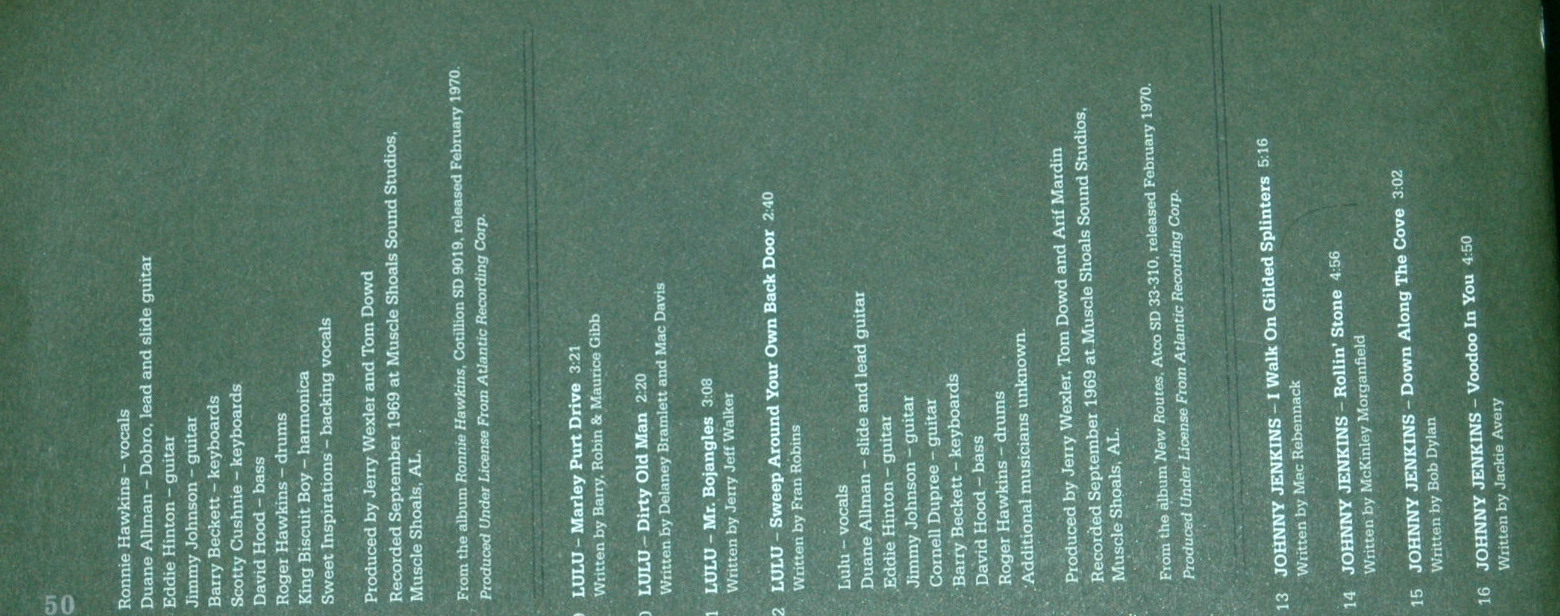 50
Ronnie Hawkins – vocals
Duane Allman – Dobro, lead and slide guitar
Eddie Hinton – guitar
Jimmy Johnson – guitar
Barry Beckett – keyboards
Scotty Cushnie – keyboards
David Hood – bass
Roger Hawkins – drums
King Biscuit Boy – harmonica
Sweet Inspirations – backing vocals
Produced by Jerry Wexler and Tom Dowd
Recorded September 1969 at Muscle Shoals Sound Studios,
Muscle Shoals, AL.
From the album Ronnie Hawkins, Cotillion SD 9019, released February 1970.
Produced Under License From Atlantic Recording Corp.
LULU – Marley Purt Drive 3:21
Written by Barry, Robin & Maurice Gibb
LULU – Dirty Old Man 2:20
Written by Delaney Bramlett and Mac Davis
1 LULU – Mr. Bojangles 3:08
Written by Jerry Jeff Walker
2 LULU – Sweep Around Your Own Back Door 2:40
Written by Fran Robins
Lulu – vocals
Duane Allman – slide and lead guitar
Eddie Hinton – guitar
Jimmy Johnson – guitar
Cornell Dupree – guitar
Barry Beckett – keyboards
David Hood – bass
Roger Hawkins – drums
Additional musicians unknown.
Produced by Jerry Wexler, Tom Dowd and Arif Mardin
Recorded September 1969 at Muscle Shoals Sound Studios,
Muscle Shoals, AL.
From the album New Routes, Atco SD 33-310, released February 1970.
Produced Under License From Atlantic Recording Corp.
13 JOHNNY JENKINS – I Walk On Gilded Splinters 5:16
Written by Mac Rebennack
14 JOHNNY JENKINS – Rollin' Stone 4:56
Written by McKinley Morganfield
15 JOHNNY JENKINS – Down Along The Cove 3:02
Written by Bob Dylan
16 JOHNNY JENKINS – Voodoo In You 4:50
Written by Jackie Avery